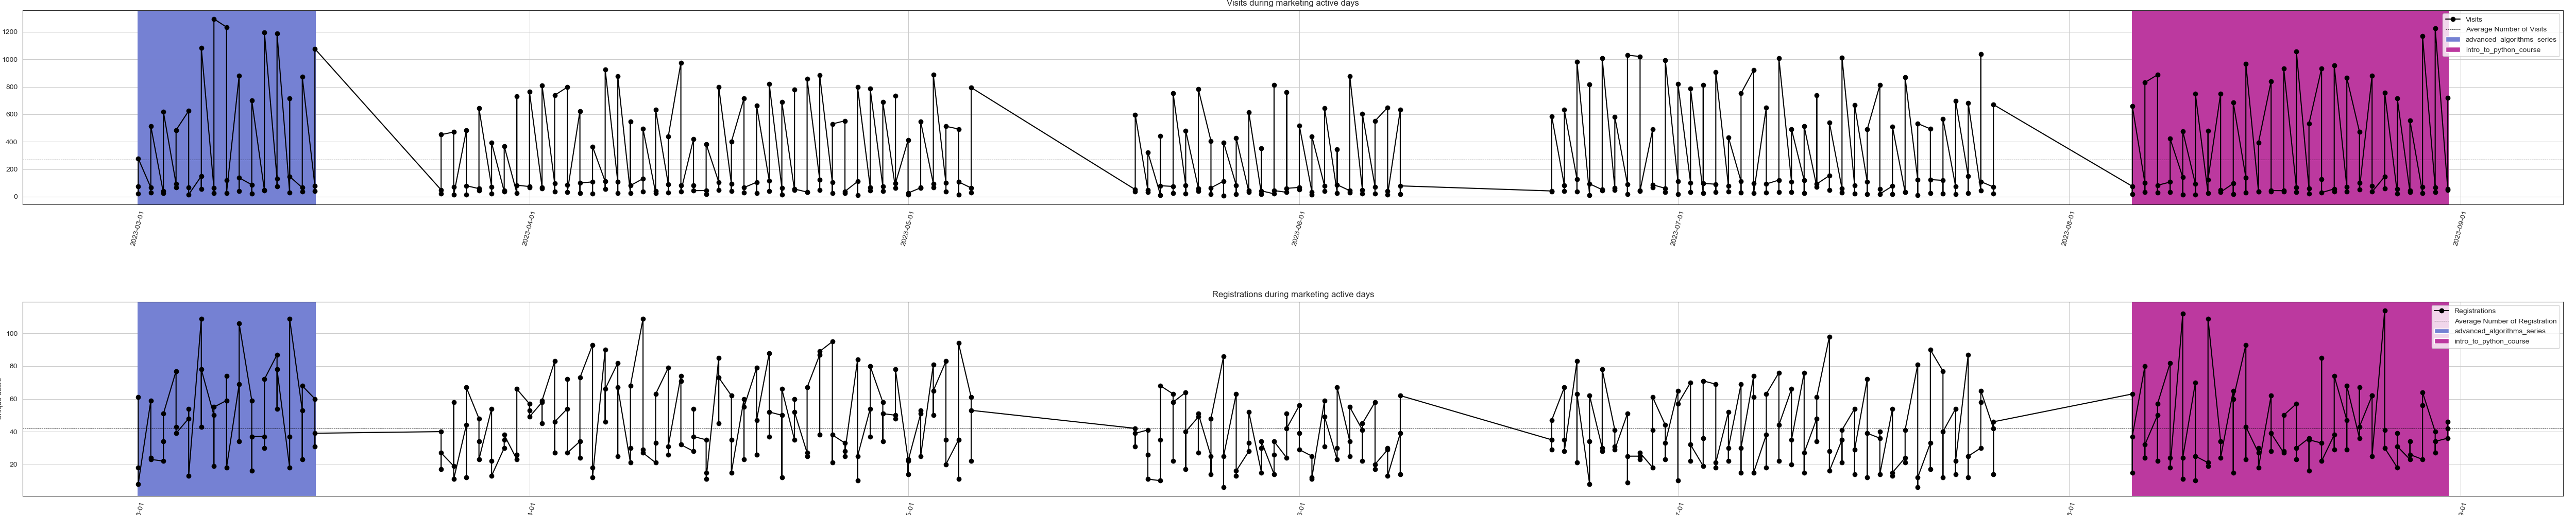 Visits during marketing active days
1200
1000
800
600
400
200
0
Visits
Average Number of Visits
advanced_algorithms_series
intro_to_python_course
2023-03-01
2023-04-01
2023-05-01
2023-06-01
2023-07-01
2023-08-01
2023-09-01
Registrations during marketing active days
100
80
60
40
20
Registrations
Average Number of Registration
advanced_algorithms_series
intro_to_python_course